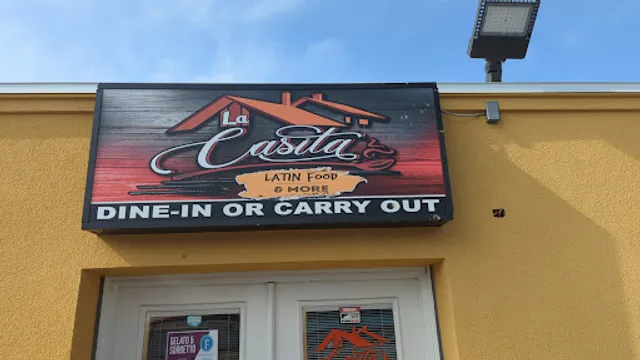 La
Casita
LATIN FOOD
& MORE
DINE-IN OR CARRY OUT
GELATO &
SORBETTO